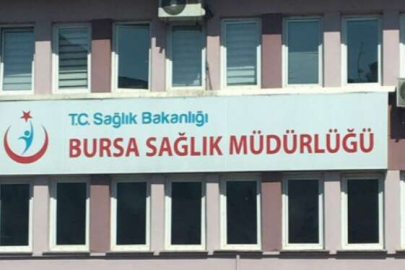 T.C. Sağlık Bakanlığı
BURSA SAĞLIK MÜDÜRLÜĞÜ